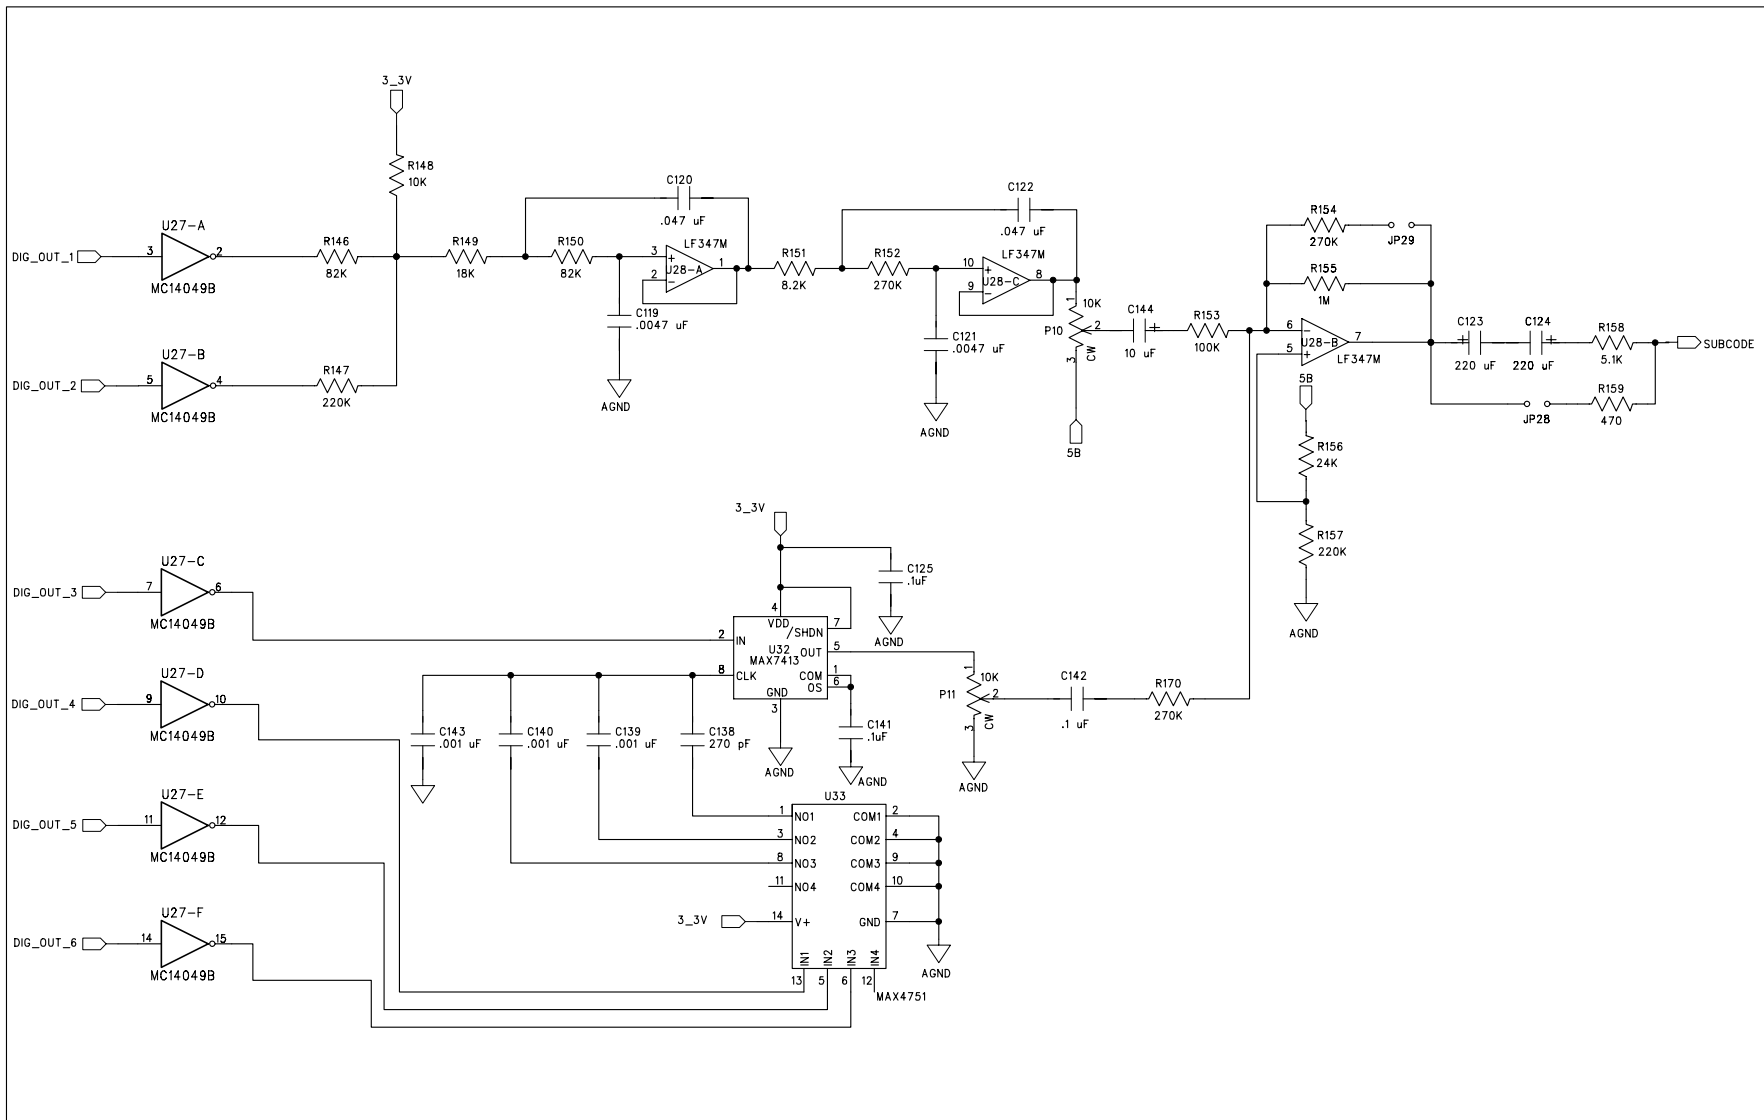 3_3V
R148
10K
DIG_OUT_1
U27-A
3
2
MC14049B
R146
82K
R149
18K
R150
82K
C120
.047 uF
LF347M
3
+
U28-A
2
-
1
C119
.0047 uF
AGND
R151
8.2K
R152
270K
C122
.047 uF
LF347M
10
+
U28-C
9
-
8
C121
.0047 uF
AGND
10K
1
P10
2
3
CW
5B
C144
+
10 uF
R153
100K
R154
270K
JP29
R155
1M
6
-
U28-B
5
+
7
LF347M
C123
+
220 uF
C124
+
220 uF
R158
5.1K
SUBCODE
R159
470
JP28
5B
R156
24K
R157
220K
AGND
DIG_OUT_2
U27-B
5
4
MC14049B
R147
220K
DIG_OUT_3
U27-C
7
6
MC14049B
3_3V
C125
.1uF
AGND
4
VDD
7
/SHDN
2
IN
U32
OUT
5
MAX7413
8
CLK
COM
1
OS
6
GND
3
AGND
C141
.1uF
AGND
10K
1
P11
2
3
CW
AGND
C142
.1 uF
R170
270K
DIG_OUT_4
U27-D
9
10
MC14049B
C143
.001 uF
C140
.001 uF
C139
.001 uF
C138
270 pF
DIG_OUT_5
U27-E
11
12
MC14049B
DIG_OUT_6
U27-F
14
15
MC14049B
U33
1
NO1
COM1
2
3
NO2
COM2
4
8
NO3
COM3
9
11
NO4
COM4
10
3_3V
14
V+
GND
7
IN1
IN2
IN3
IN4
13
5
6
12
MAX4751
AGND